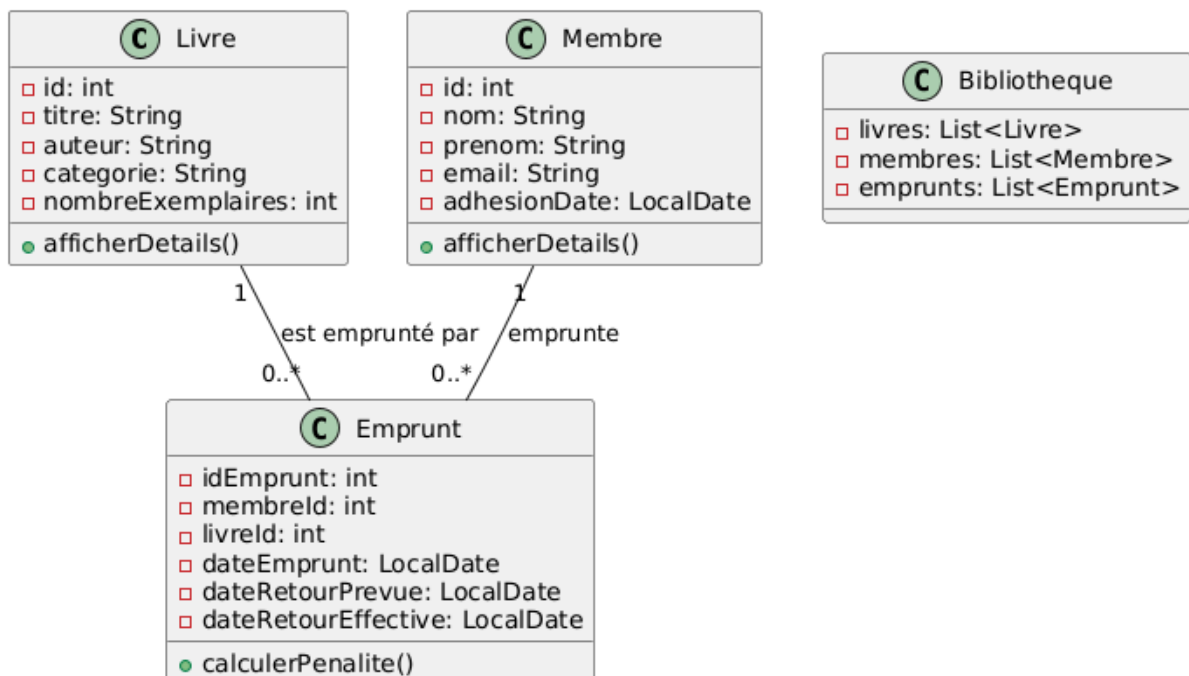 C Livre
- id: int
- titre: String
- auteur: String
- categorie: String
- nombreExemplaires: int
afficherDetails()
C Membre
- id: int
- nom: String
- prenom: String
- email: String
- adhesionDate: LocalDate
afficherDetails()
C Bibliotheque
- livres: List<Livre>
- membres: List<Membre>
- emprunts: List<Emprunt>
1
1
est emprunté par
emprunte
0..*
0..*
C Emprunt
- idEmprunt: int
- membreId: int
- livreId: int
- dateEmprunt: LocalDate
- dateRetourPrevue: LocalDate
- dateRetourEffective: LocalDate
calculerPenalite()